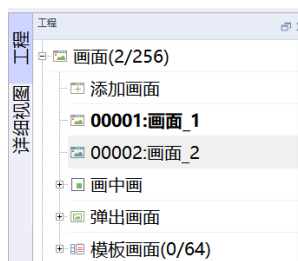 工程
工程
详细视图
画面(2/256)
添加画面
00001:画面_1
00002:画面_2
画中画
弹出画面
模板画面(0/64)